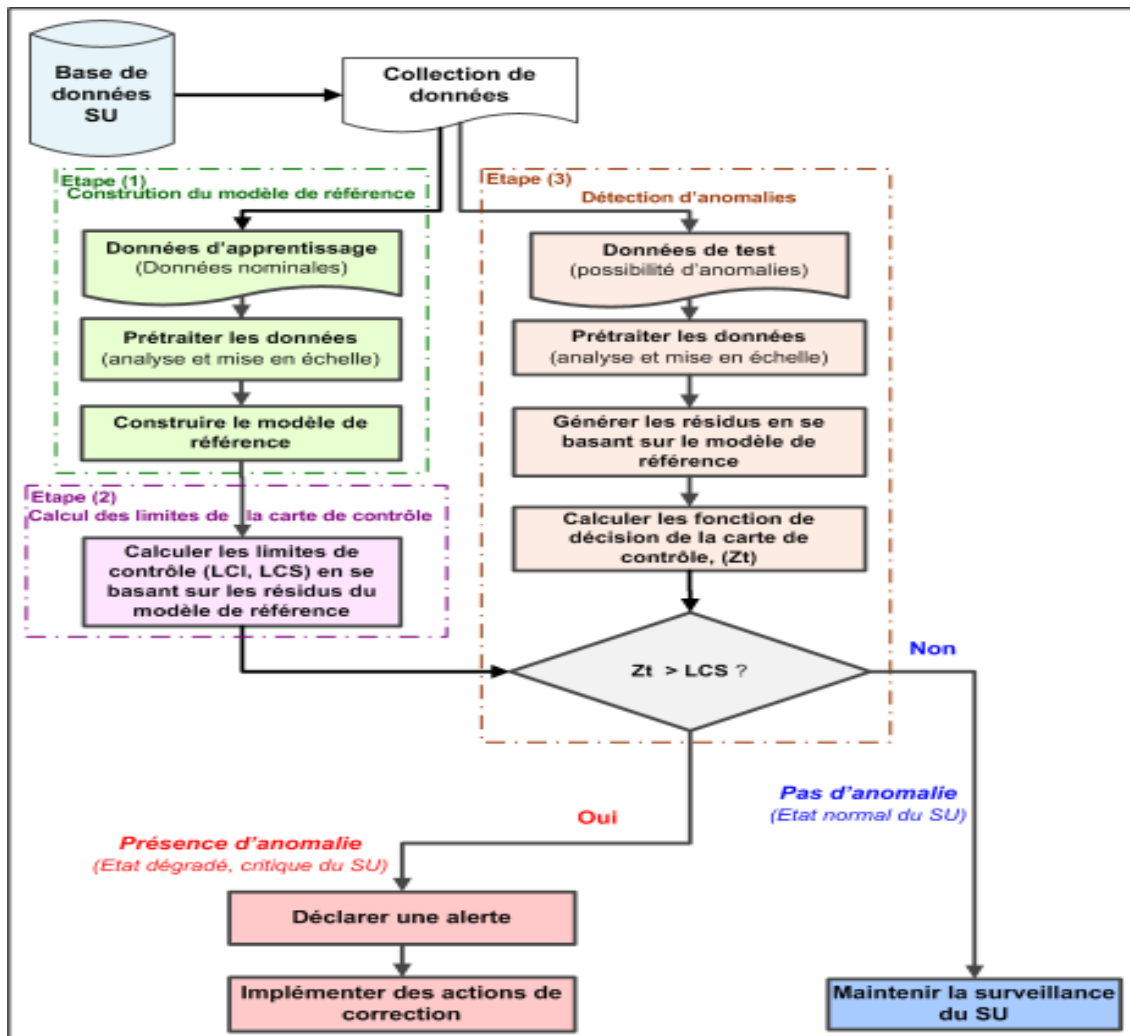 Base de
données
SU
Collection de
données
Etape (1)
Constrution du modèle de référence
Données d'apprentissage
(Données nominales)
Prétraiter les données
(analyse et mise en échelle)
Construire le modèle de
référence
Etape (2)
Calcul des limites de la carte de contrôle
Calculer les limites de
contrôle (LCI, LCS) en se
basant sur les résidus du
modèle de référence
Etape (3)
Détection d'anomalies
Données de test
(possibilité d'anomalies)
Prétraiter les données
(analyse et mise en échelle)
Générer les résidus en se
basant sur le modèle de
référence
Calculer les fonction de
décision de la carte de
contrôle, (Zt)
Zt > LCS ?
Non
Pas d'anomalie
(Etat normal du SU)
Oui
Présence d'anomalie
(Etat dégradé, critique du SU)
Déclarer une alerte
Implémenter des actions de
correction
Maintenir la surveillance
du SU